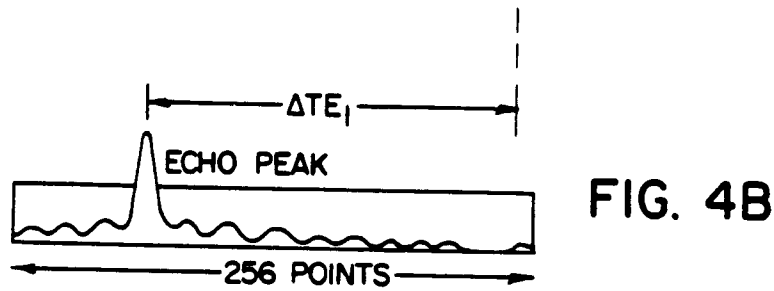 ΔTE₁
ECHO PEAK
FIG. 4B
256 POINTS